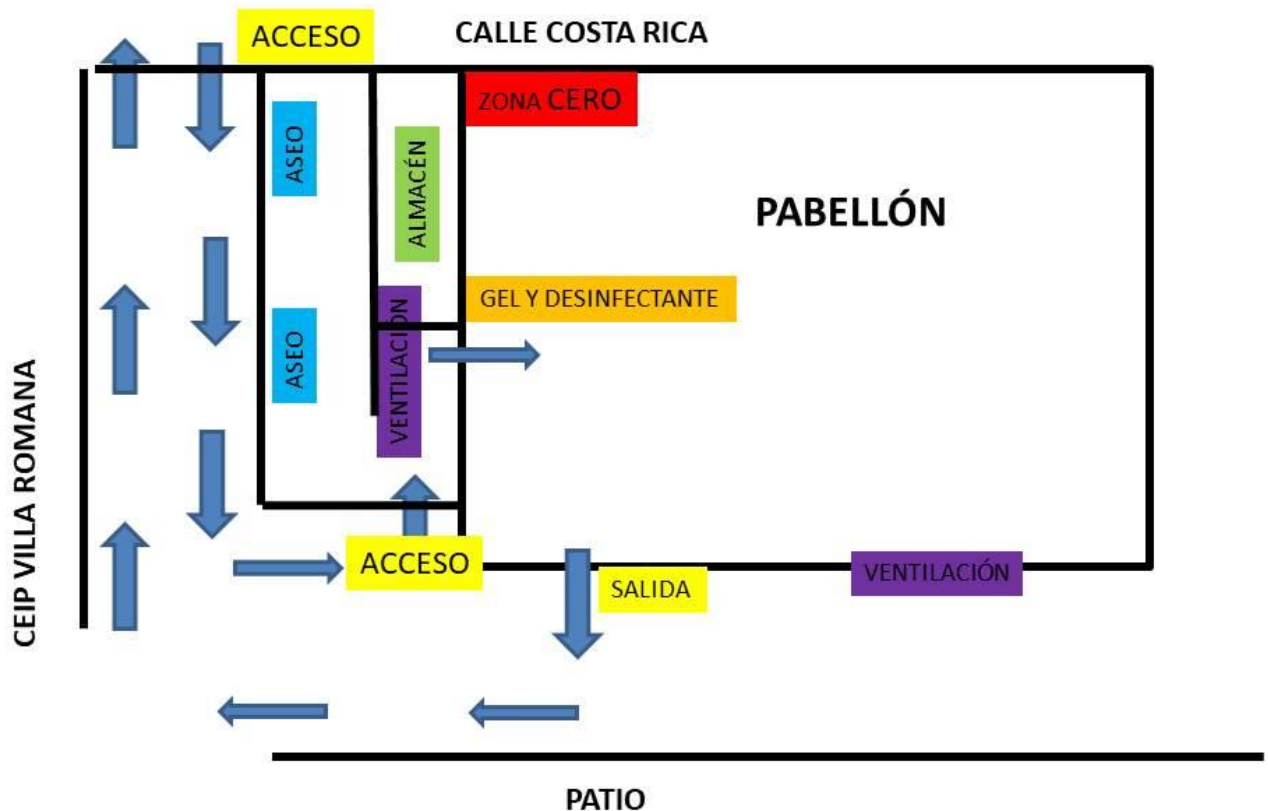 ACCESO
CALLE COSTA RICA
ZONA CERO
ASEO
ALMACÉN
PABELLÓN
GEL Y DESINFECTANTE
ASEO
VENTILACIÓN
CEIP VILLA ROMANA
ACCESO
SALIDA
VENTILACIÓN
PATIO